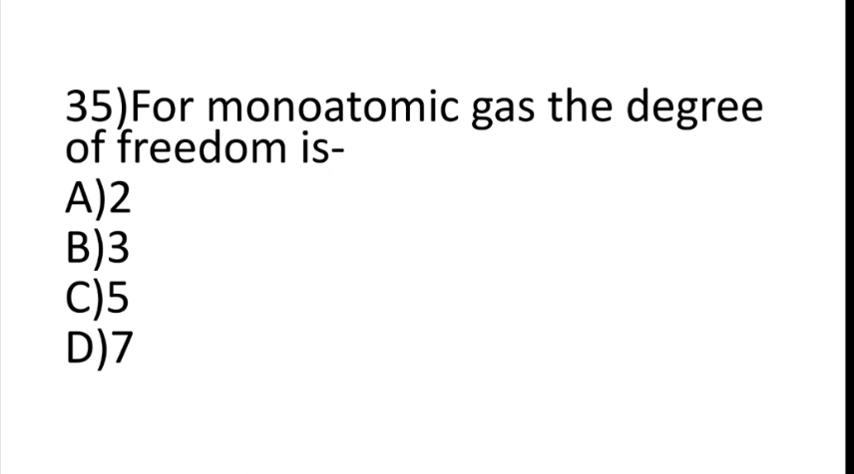 35)For monoatomic gas the degree
of freedom is-
A)2
B)3
C)5
D)7